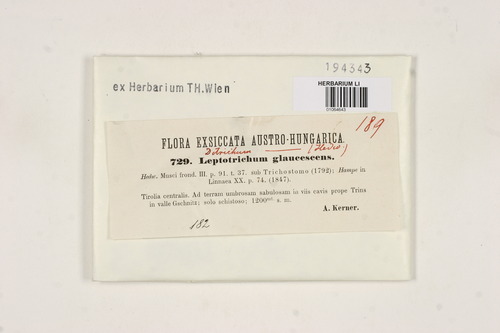 194343
ex Herbarium TH.Wien
HERBARIUM LI
189
FLORA EXSICCATA AUSTRO-HUNGARICA.
Ditrichum (Hedw.)
729. Leptotrichum glaucescens.
Hedw. Musci frond. III. p. 91. t. 37. sub Trichostomo (1792); Hampe in
Linnaea XX. p. 74. (1847).
Tirolia centralis. Ad terram umbrosam sabulosam in viis cavis prope Trins
in valle Gschnitz; solo schistoso; 1200 s. m.
A. Kerner.
182